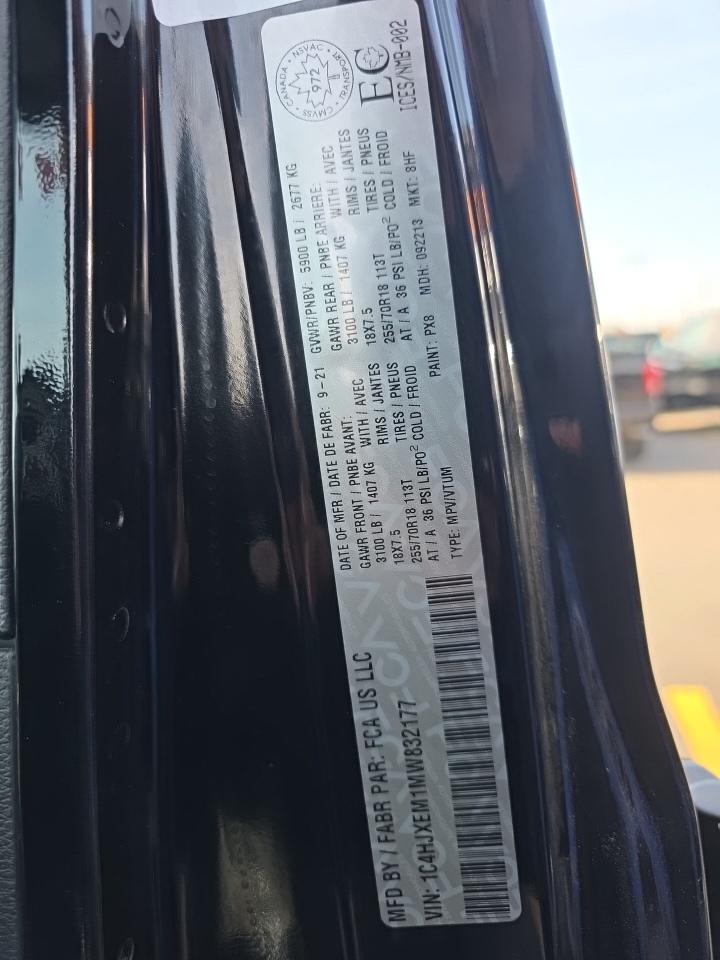 MFD BY / FABR PAR: FCA US LLC
DATE OF MFR / DATE DE FABR: 9-21 GVWR/PNBV: 5900 LB / 2677 KG
GAWR FRONT / PNBE AVANT: GAWR REAR / PNBE ARRIERE:
3100 LB / 1407 KG WITH / AVEC 3100 LB / 1407 KG WITH / AVEC
18X7.5 RIMS / JANTES 18X7.5 RIMS / JANTES
255/70R18 113T TIRES / PNEUS 255/70R18 113T TIRES / PNEUS
AT / A 36 PSI LB/PO² COLD / FROID AT / A 36 PSI LB/PO² COLD / FROID
VIN: 1C4HJXEM1MW832177 TYPE: MPV/VTUM PAINT: PX8 MDH: 092213 MKT: 8HF
CANADA • NSVAC • TRANSPORT • CMVSS
972
EC
ICES/NMB-002